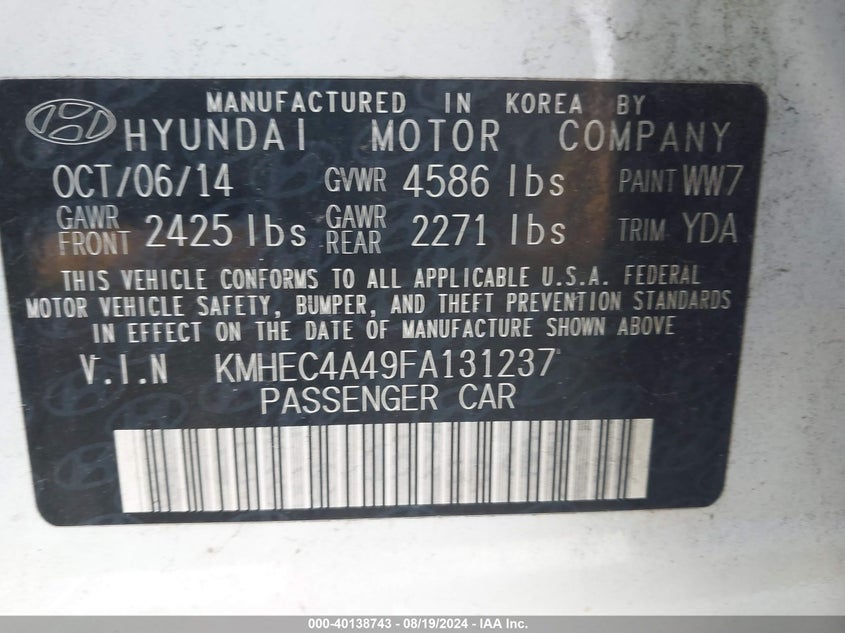 MANUFACTURED IN KOREA BY
HYUNDAI MOTOR COMPANY
OCT/06/14 GVWR 4586 lbs PAINT WW7
GAWR FRONT 2425 lbs GAWR REAR 2271 lbs TRIM YDA
THIS VEHICLE CONFORMS TO ALL APPLICABLE U.S.A. FEDERAL
MOTOR VEHICLE SAFETY, BUMPER, AND THEFT PREVENTION STANDARDS
IN EFFECT ON THE DATE OF MANUFACTURE SHOWN ABOVE
V.I.N KMHEC4A49FA131237
PASSENGER CAR
000-40138743 - 08/19/2024 - IAA Inc.